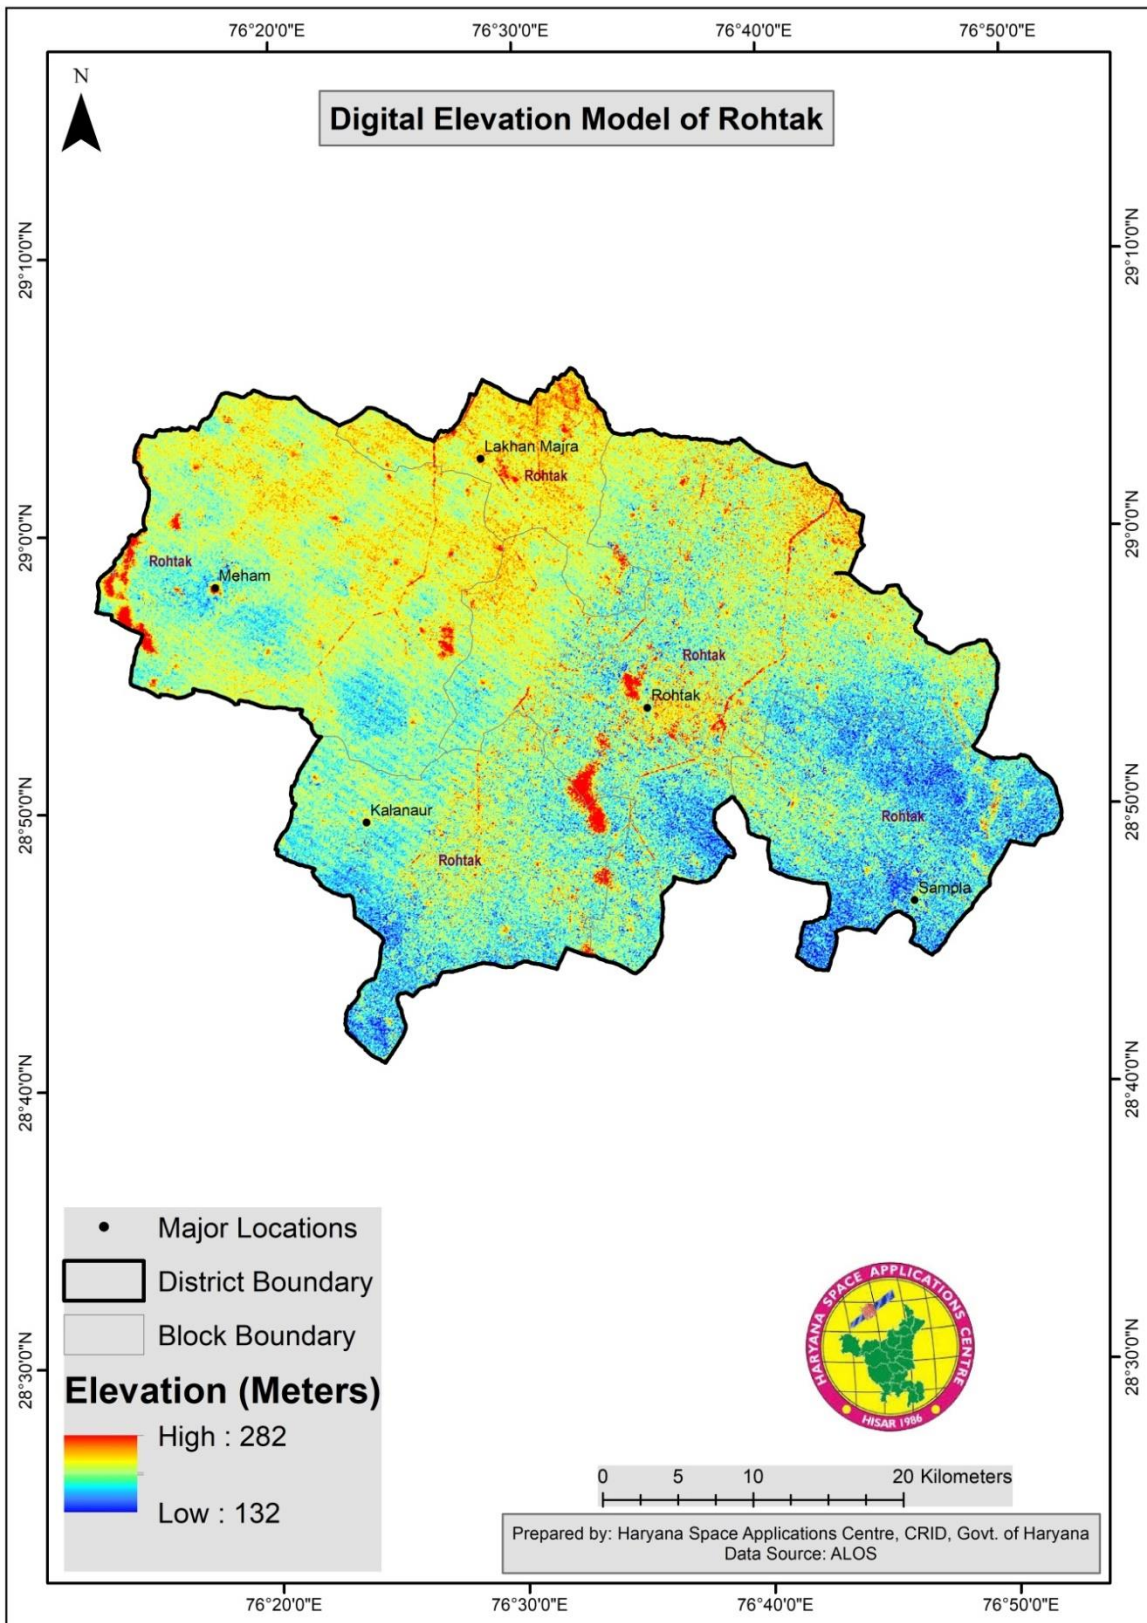 76°20'0"E 76°30'0"E 76°40'0"E 76°50'0"E
N
Digital Elevation Model of Rohtak
29°10'0"N 29°10'0"N
Lakhan Majra
Rohtak
29°0'0"N 29°0'0"N
Rohtak
Meham
Rohtak
Rohtak
28°50'0"N 28°50'0"N
Kalanaur
Rohtak
Rohtak
Sampla
28°40'0"N 28°40'0"N
Major Locations
District Boundary
Block Boundary
28°30'0"N 28°30'0"N
HARYANA SPACE APPLICATIONS CENTRE
HISAR 1986
Elevation (Meters)
High : 282
Low : 132
0 5 10 20 Kilometers
Prepared by: Haryana Space Applications Centre, CRID, Govt. of Haryana
Data Source: ALOS
76°20'0"E 76°30'0"E 76°40'0"E 76°50'0"E